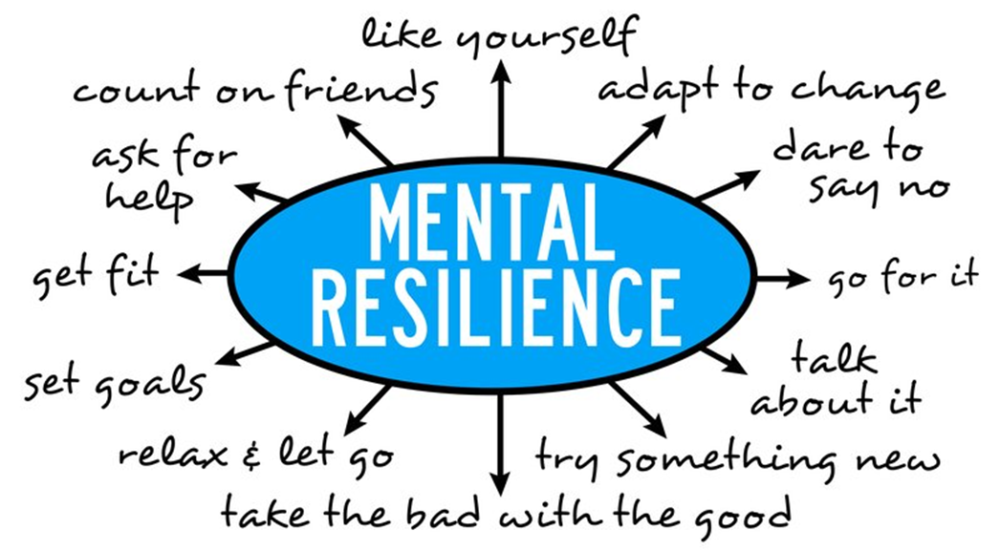 like yourself
count on friends
adapt to change
ask for
help
dare to
say no
MENTAL
RESILIENCE
get fit
go for it
set goals
talk
about it
relax & let go
try something new
take the bad with the good